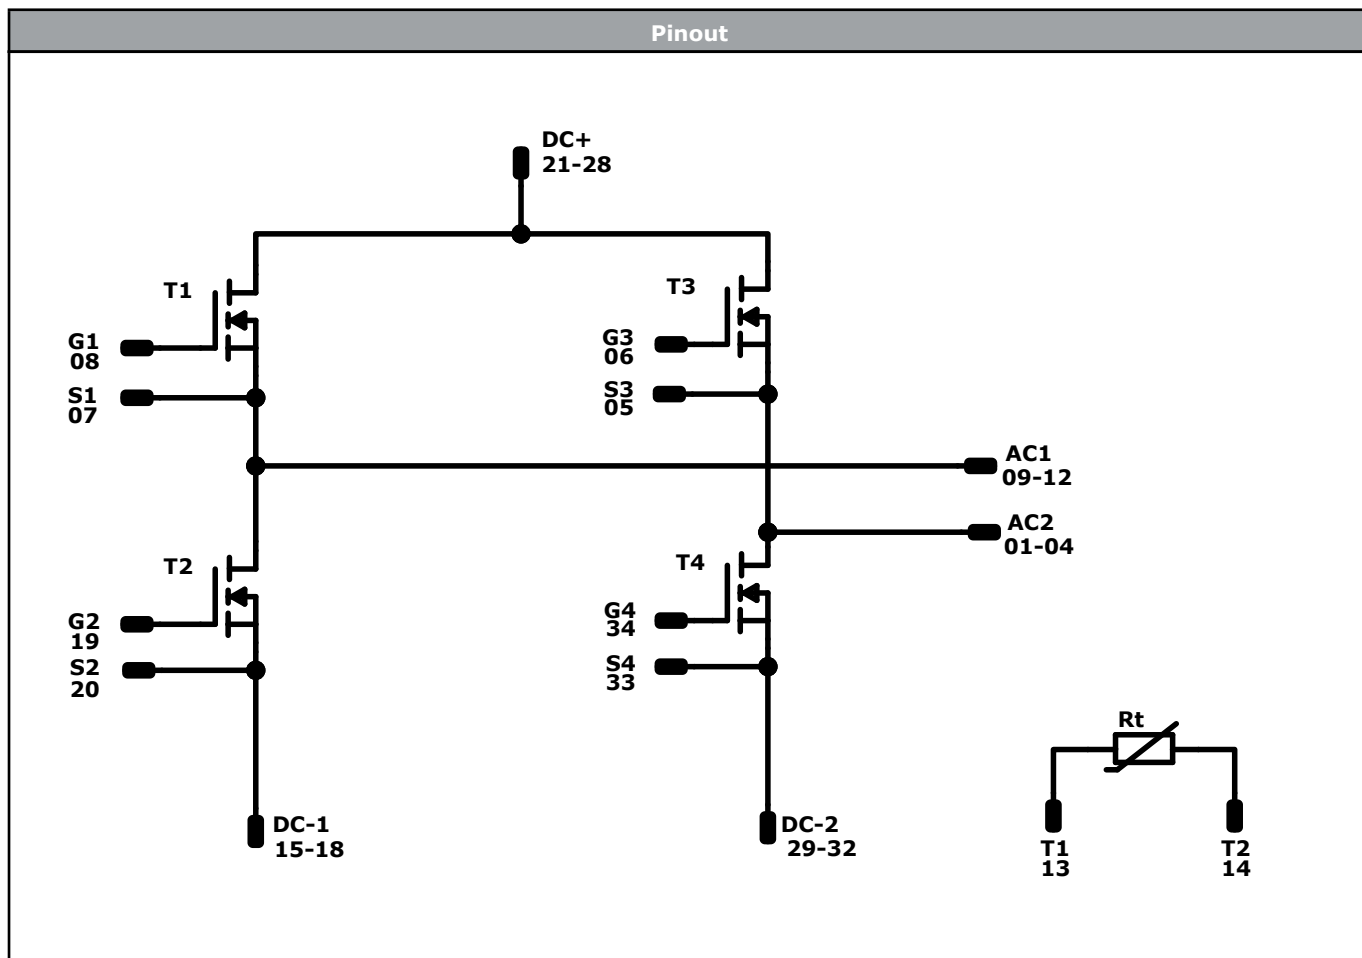 Pinout
DC+
21-28
T1
T3
G1
08
G3
06
S1
07
S3
05
AC1
09-12
AC2
01-04
T2
T4
G2
19
G4
34
S2
20
S4
33
Rt
DC-1
15-18
DC-2
29-32
T1
13
T2
14